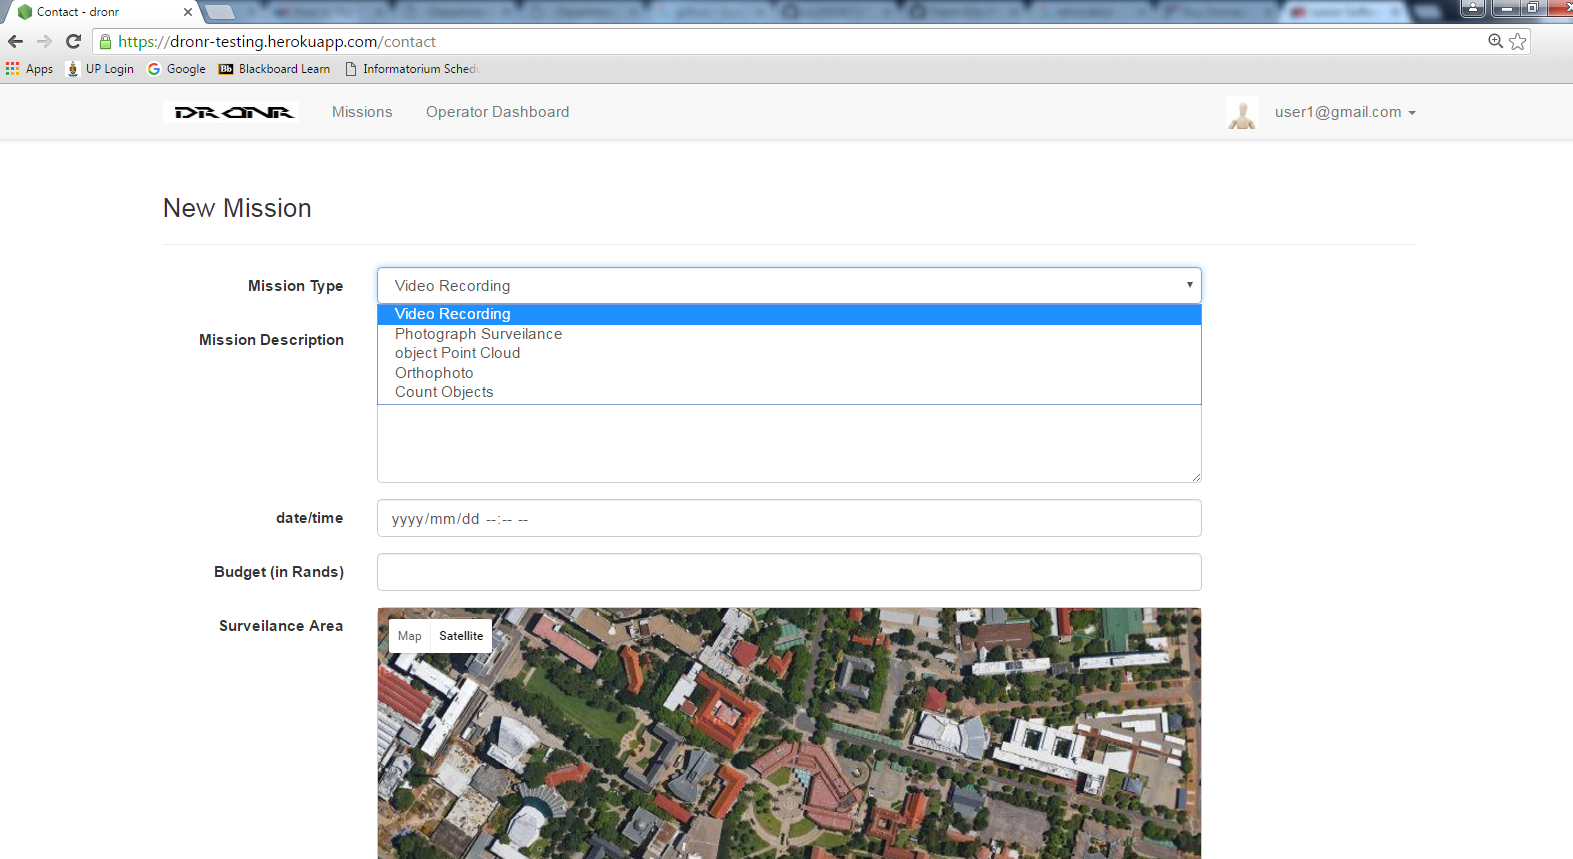 Contact - dronr
https://dronr-testing.herokuapp.com/contact
Apps UP Login Google Bb Blackboard Learn Informatorium Schedu
DRONR Missions Operator Dashboard user1@gmail.com
New Mission
Mission Type Video Recording
Video Recording
Mission Description Photograph Surveilance
object Point Cloud
Orthophoto
Count Objects
date/time yyyy/mm/dd --:-- --
Budget (in Rands)
Surveilance Area
Map Satellite